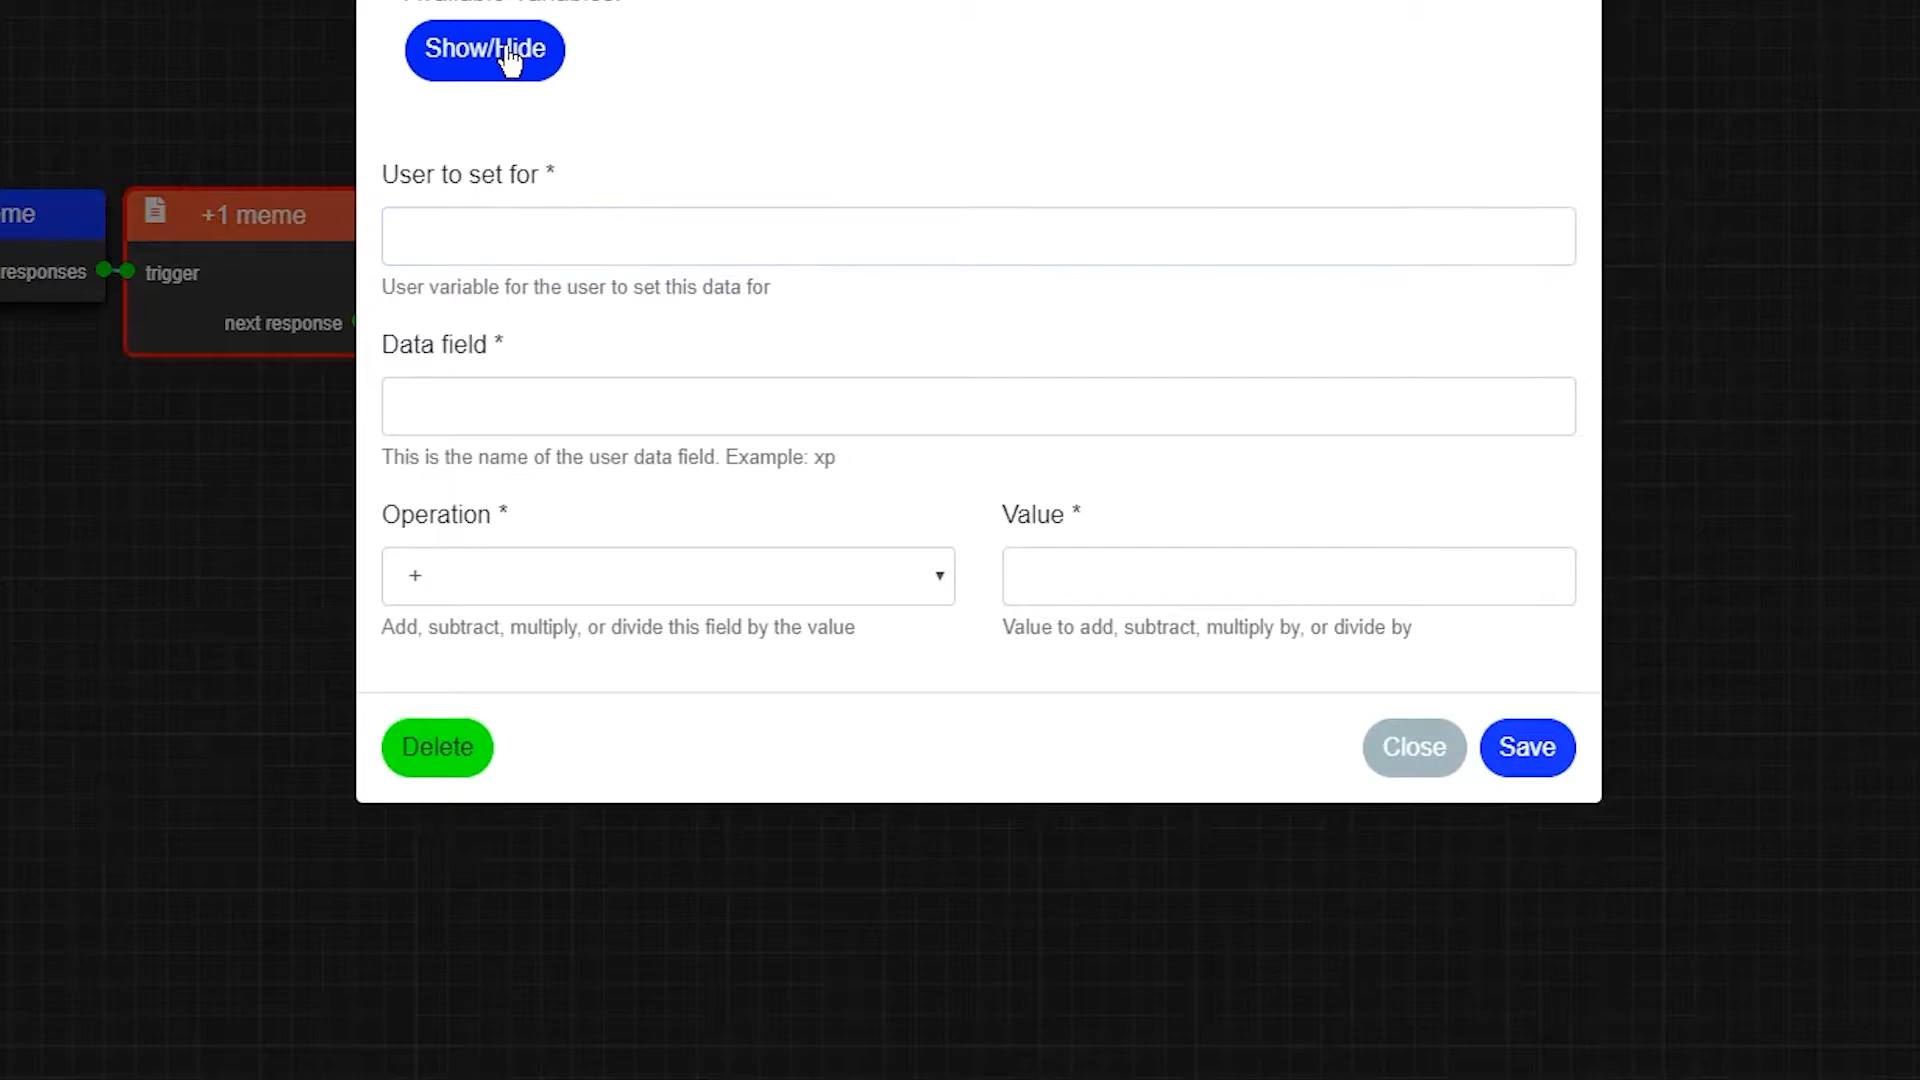 Show/Hide
User to set for *
User variable for the user to set this data for
Data field *
This is the name of the user data field. Example: xp
Operation *
Value *
+
Add, subtract, multiply, or divide this field by the value
Value to add, subtract, multiply by, or divide by
Delete
Close
Save
me
responses
+1 meme
trigger
next response